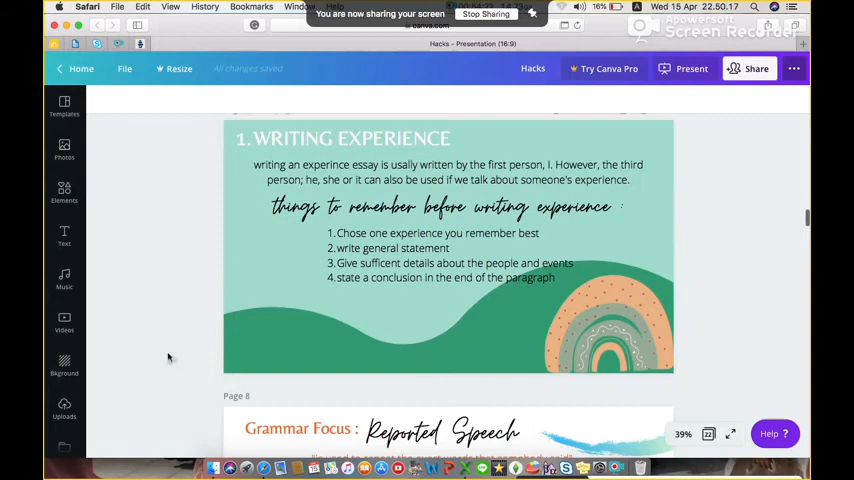 Safari File Edit View History Bookmarks Window
You are now sharing your screen Stop Sharing
16% Wed 15 Apr 22.50.17
canva.com
Apowersoft
Screen Recorder
Hacks - Presentation (16:9)
Home File Resize All changes saved Hacks Try Canva Pro Present Share
Templates
Photos
Elements
Text
Music
Videos
Bkground
Uploads
1. WRITING EXPERIENCE
writing an experince essay is usally written by the first person, I. However, the third
person; he, she or it can also be used if we talk about someone's experience.
things to remember before writing experience :
1. Chose one experience you remember best
2. write general statement
3. Give sufficent details about the people and events
4. state a conclusion in the end of the paragraph
Page 8
Grammar Focus : Reported Speech
39% 22 Help ?